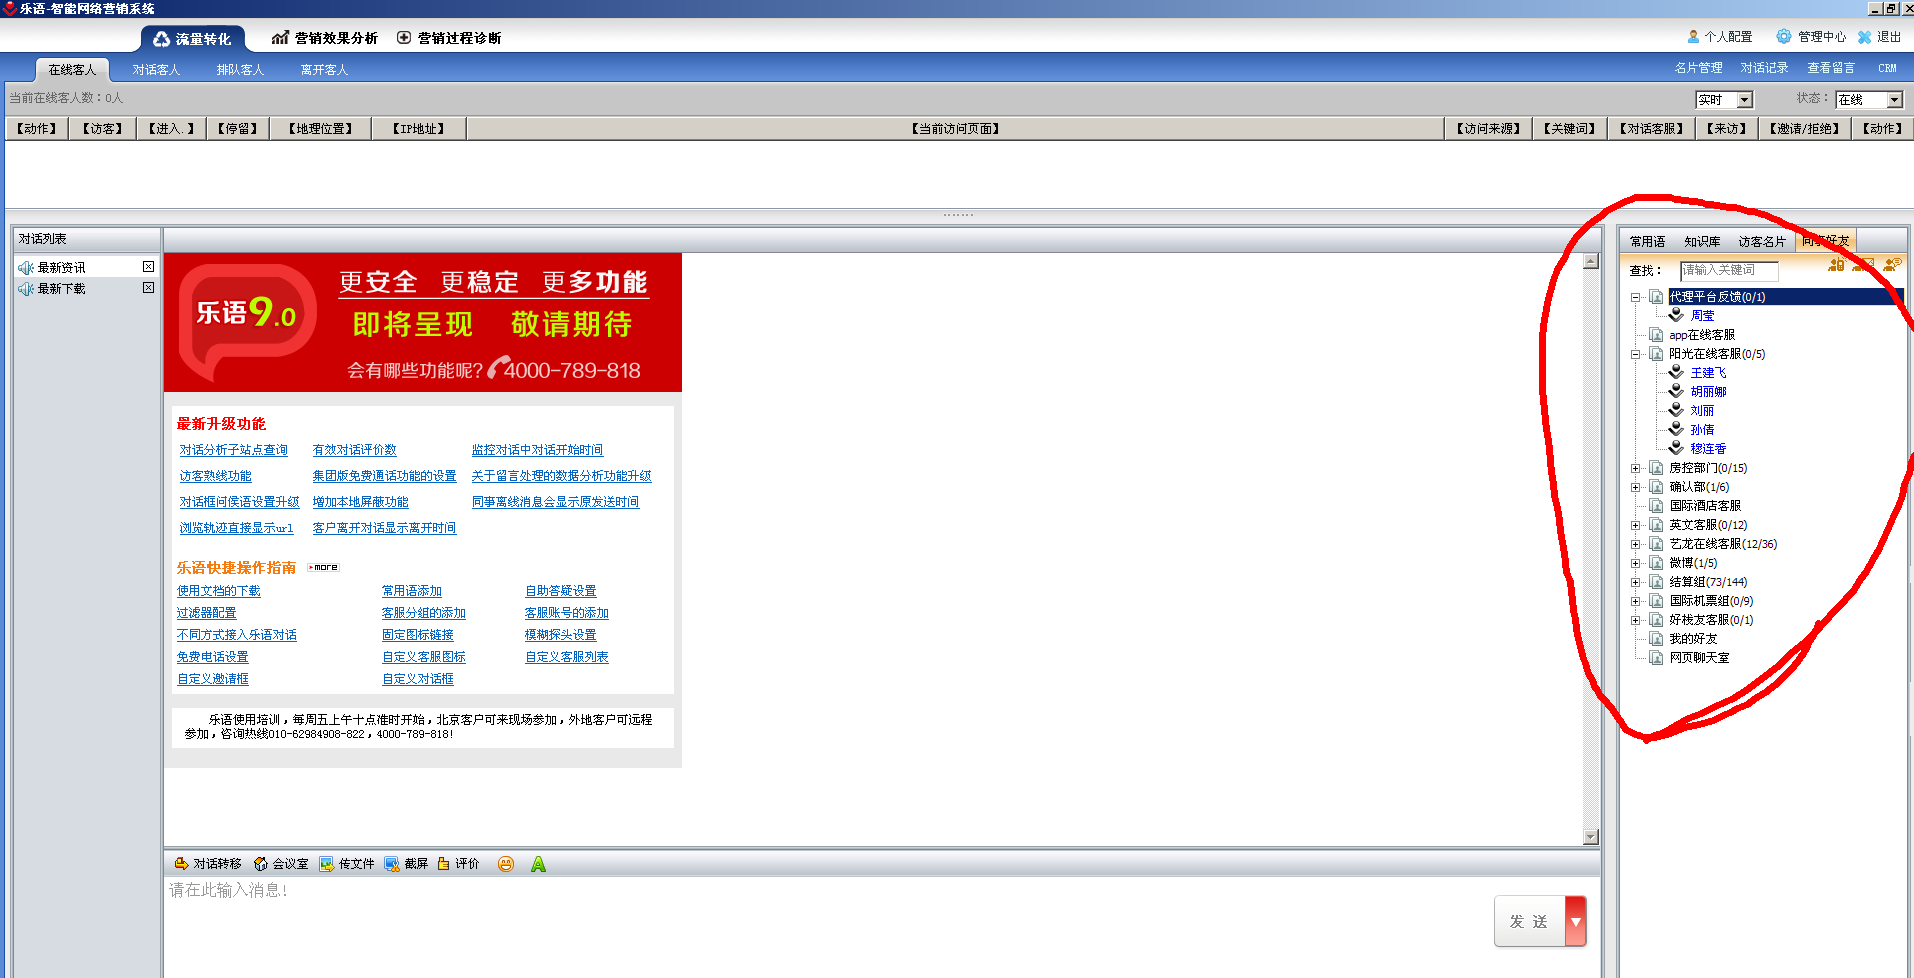 乐语-智能网络营销系统
流量转化 营销效果分析 营销过程诊断
个人配置 管理中心 退出
在线客人 对话客人 排队客人 离开客人
名片管理 对话记录 查看留言 CRM
当前在线客人数：0人
实时 状态： 在线
【动作】 【访客】 【进入.】 【停留】 【地理位置】 【IP地址】 【当前访问页面】 【访问来源】 【关键词】 【对话客服】 【来访】 【邀请/拒绝】 【动作】
对话列表
最新资讯
最新下载
更安全 更稳定 更多功能
乐语9.0
即将呈现 敬请期待
会有哪些功能呢? 4000-789-818
最新升级功能
对话分析子站点查询 有效对话评价数 监控对话中对话开始时间
访客熟线功能 集团版免费通话功能的设置 关于留言处理的数据分析功能升级
对话框问侯语设置升级 增加本地屏蔽功能 同事离线消息会显示原发送时间
浏览轨迹直接显示url 客户离开对话显示离开时间
乐语快捷操作指南 more
使用文档的下载 常用语添加 自助答疑设置
过滤器配置 客服分组的添加 客服账号的添加
不同方式接入乐语对话 固定图标链接 模糊探头设置
免费电话设置 自定义客服图标 自定义客服列表
自定义邀请框 自定义对话框
乐语使用培训，每周五上午十点准时开始，北京客户可来现场参加，外地客户可远程
参加，咨询热线010-62984908-822，4000-789-818!
对话转移 会议室 传文件 截屏 评价
请在此输入消息!
发 送
常用语 知识库 访客名片 同事好友
查找： 请输入关键词
代理平台反馈(0/1)
周莹
app在线客服
阳光在线客服(0/5)
王建飞
胡丽娜
刘丽
孙倩
穆连香
房控部门(0/15)
确认部(1/6)
国际酒店客服
英文客服(0/12)
艺龙在线客服(12/36)
微博(1/5)
结算组(73/144)
国际机票组(0/9)
好栈友客服(0/1)
我的好友
网页聊天室